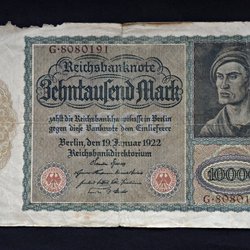 G·8080191
Reichsbanknote
Zehntausend Mark
zahlt die Reichsbankhauptkasse in Berlin
gegen diese Banknote dem Einlieferer
Berlin, den 19. Januar 1922
Reichsbankdirektorium
10000
G·808019